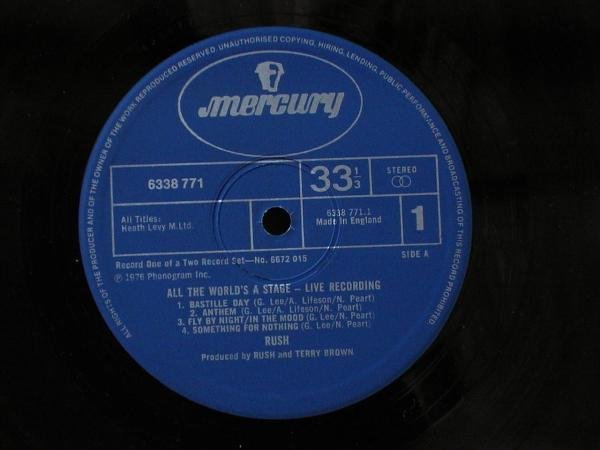 ALL RIGHTS OF THE PRODUCER AND OF THE OWNER OF THE WORK REPRODUCED RESERVED. UNAUTHORISED COPYING, HIRING, LENDING, PUBLIC PERFORMANCE AND BROADCASTING OF THIS RECORD PROHIBITED
mercury
6338 771
33 1/3
STEREO
All Titles:
Heath Levy M.Ltd.
6338 771.1
Made in England
1
SIDE A
Record One of a Two Record Set—No. 6672 015
℗ 1976 Phonogram Inc.
ALL THE WORLD'S A STAGE – LIVE RECORDING
1. BASTILLE DAY (G. Lee/A. Lifeson/N. Peart)
2. ANTHEM (G. Lee/A. Lifeson/N. Peart)
3. FLY BY NIGHT/IN THE MOOD (G. Lee/N. Peart)
4. SOMETHING FOR NOTHING (G. Lee/N. Peart)
RUSH
Produced by RUSH and TERRY BROWN